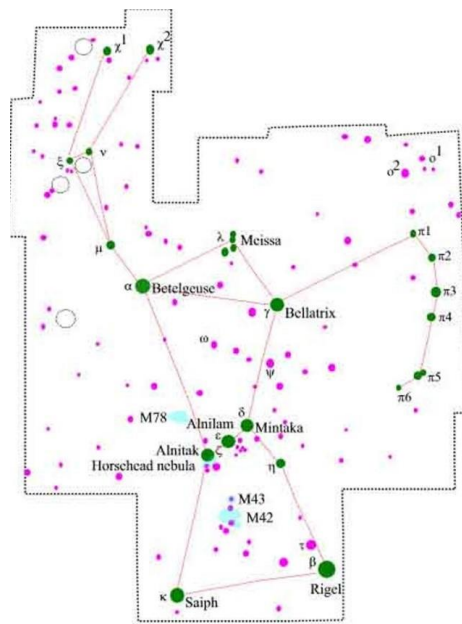 χ1 χ2
ξ ν
ο2 ο1
μ
λ Meissa
π1
π2
α Betelgeuse
π3
γ Bellatrix
π4
ω
ψ
π5
π6
M78
Alnilam
δ Mintaka
ε
Alnitak ζ
Horsehead nebula
η
M43
M42
τ
β
Rigel
κ Saiph